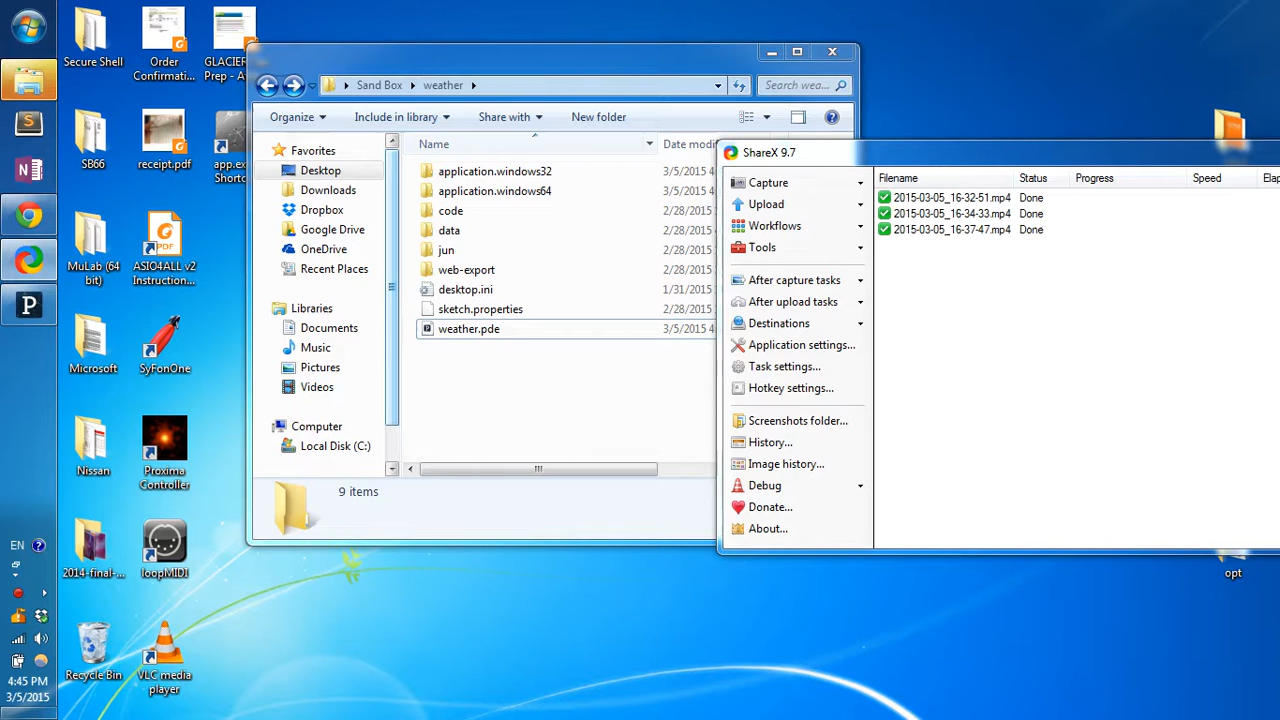 Secure Shell
Order
Confirmati...
GLACIER
Prep - A
SB66
receipt.pdf
app.ex
Shortc
MuLab (64
bit)
PDF
ASIO4ALL v2
Instruction...
Microsoft
SyFonOne
Nissan
Proxima
Controller
2014-final-...
loopMIDI
Recycle Bin
VLC media
player
EN
4:45 PM
3/5/2015
Sand Box
weather
Search wea...
Organize
Include in library
Share with
New folder
Favorites
Desktop
Downloads
Dropbox
Google Drive
OneDrive
Recent Places
Libraries
Documents
Music
Pictures
Videos
Computer
Local Disk (C:)
Name
Date modif
application.windows32
3/5/2015 4
application.windows64
3/5/2015 4
code
2/28/2015
data
2/28/2015
jun
2/28/2015
web-export
2/28/2015
desktop.ini
1/31/2015
sketch.properties
2/28/2015
weather.pde
3/5/2015 4
9 items
ShareX 9.7
Capture
Upload
Workflows
Tools
After capture tasks
After upload tasks
Destinations
Application settings...
Task settings...
Hotkey settings...
Screenshots folder...
History...
Image history...
Debug
Donate...
About...
Filename
Status
Progress
Speed
Elap
2015-03-05_16-32-51.mp4
Done
2015-03-05_16-34-33.mp4
Done
2015-03-05_16-37-47.mp4
Done
opt